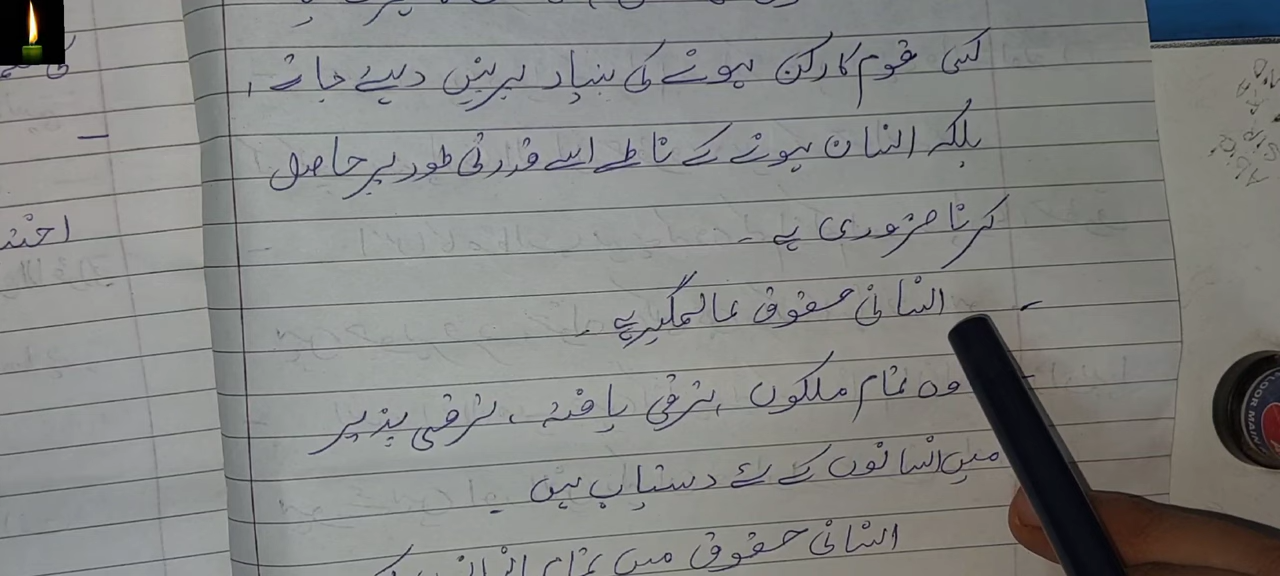 کسی قوم کا رکن ہونے کی بنیاد پر نہیں دیے جاتے،
بلکہ انسان ہونے کے ناطے اسے قدرتی طور پر حاصل
کرنا ضروری ہے۔
- انسانی حقوق عالمگیر ہے۔
- وہ تمام ملکوں، ترقی یافتہ، ترقی پذیر
میں انسانوں کے لئے دستیاب ہیں۔
انسانی حقوق میں تمام